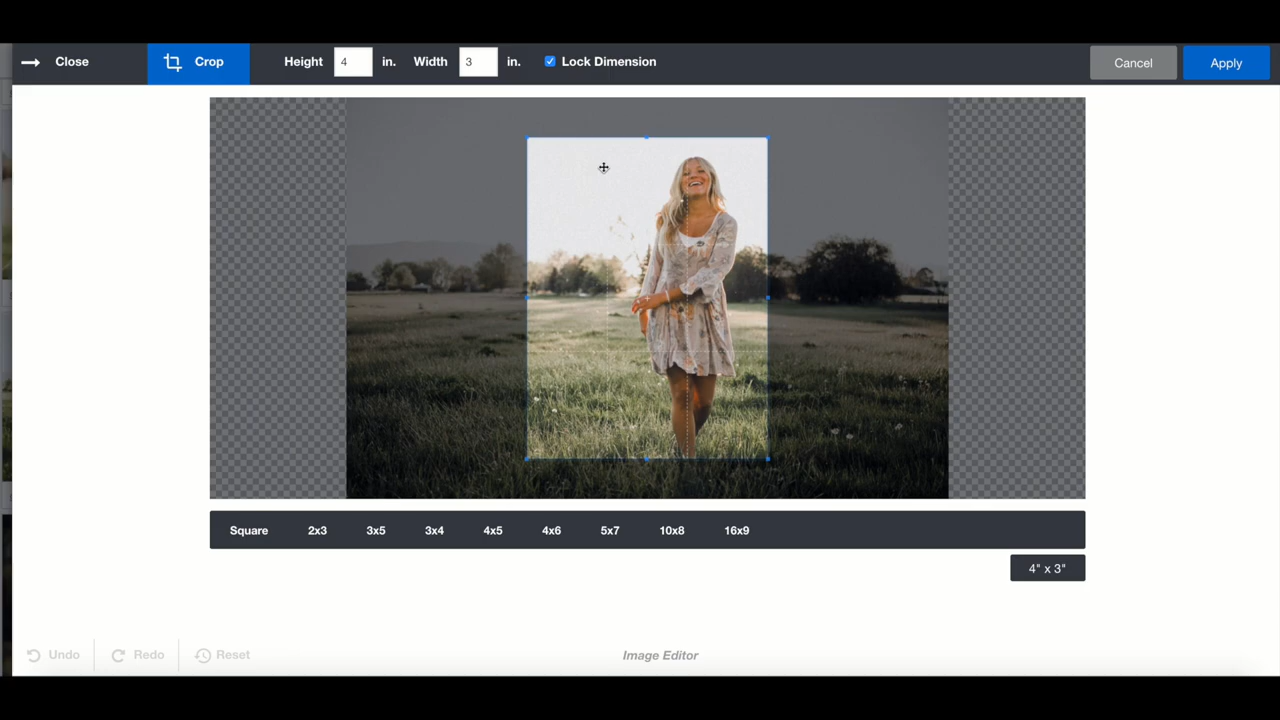 Close Crop Height 4 in. Width 3 in. Lock Dimension Cancel Apply
Square 2x3 3x5 3x4 4x5 4x6 5x7 10x8 16x9
4" x 3"
Undo Redo Reset Image Editor